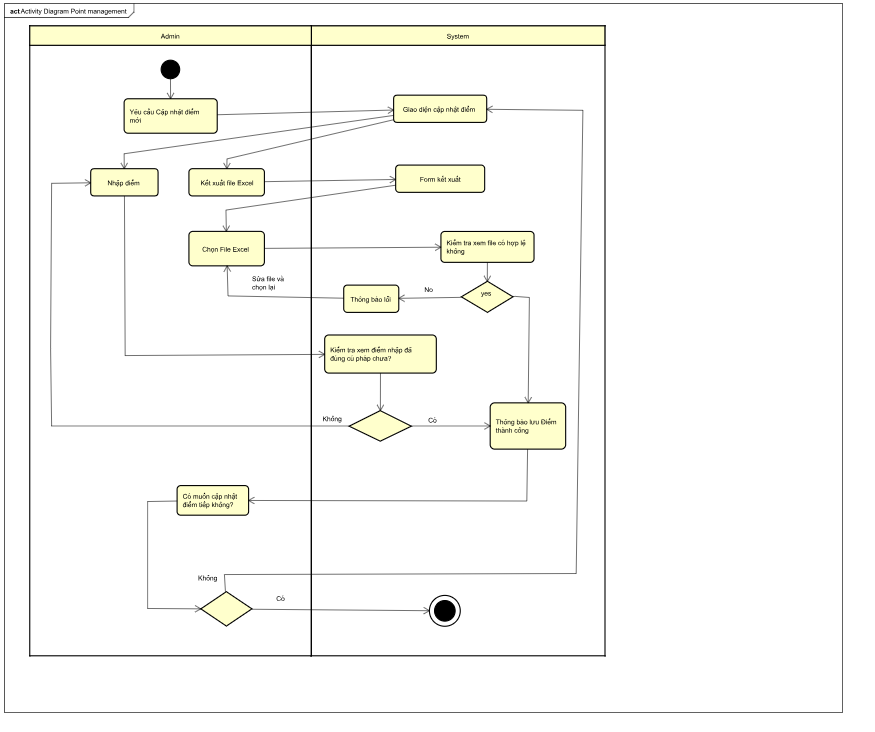 act Activity Diagram Point management
Admin
System
Yêu cầu Cập nhât điểm
mới
Giao diện cập nhât điểm
Nhập điểm
Kết xuất file Excel
Form kết xuất
Chọn File Excel
Kiểm tra xem file có hợp lệ
không
Sửa file và
chọn lại
Thông báo lỗi
No
yes
Kiểm tra xem điểm nhập đã
đúng cú pháp chưa?
Không
Có
Thông báo lưu Điểm
thành công
Có muốn cập nhật
điểm tiếp không?
Không
Có